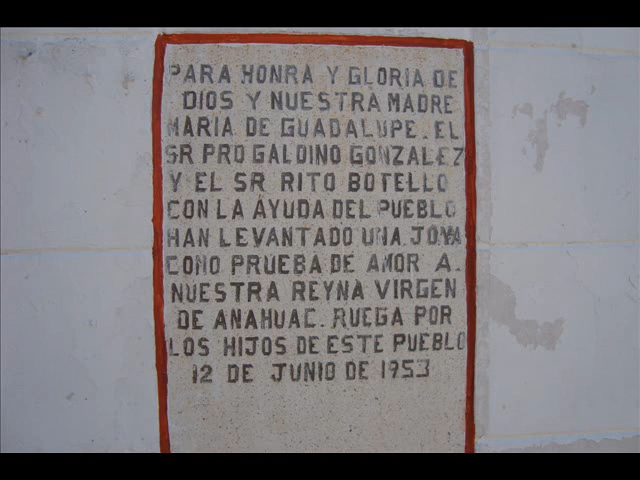 PARA HONRA Y GLORIA DE
DIOS Y NUESTRA MADRE
MARIA DE GUADALUPE. EL
SR PRO GALDINO GONZALEZ
Y EL SR RITO BOTELLO
CON LA AYUDA DEL PUEBLO
HAN LEVANTADO UNA JOYA
COMO PRUEBA DE AMOR A.
NUESTRA REYNA VIRGEN
DE ANAHUAC. RUEGA POR
LOS HIJOS DE ESTE PUEBLO
12 DE JUNIO DE 1953